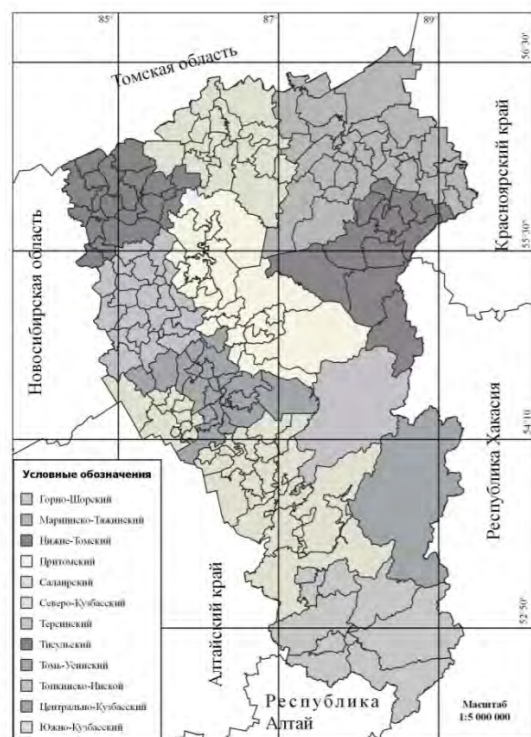 85°
87°
89°
56°30'
Томская область
Красноярский край
55°30'
Новосибирская область
54°10'
Республика Хакасия
Условные обозначения
Горно-Шорский
Мариинско-Тяжинский
Нижне-Томский
Притомский
Салаирский
Северо-Кузбасский
Терсинский
Тисульский
Томь-Усинский
Топкинско-Инской
Центрально-Кузбасский
Южно-Кузбасский
Алтайский край
52°50'
Республика
Алтай
Масштаб
1:5 000 000